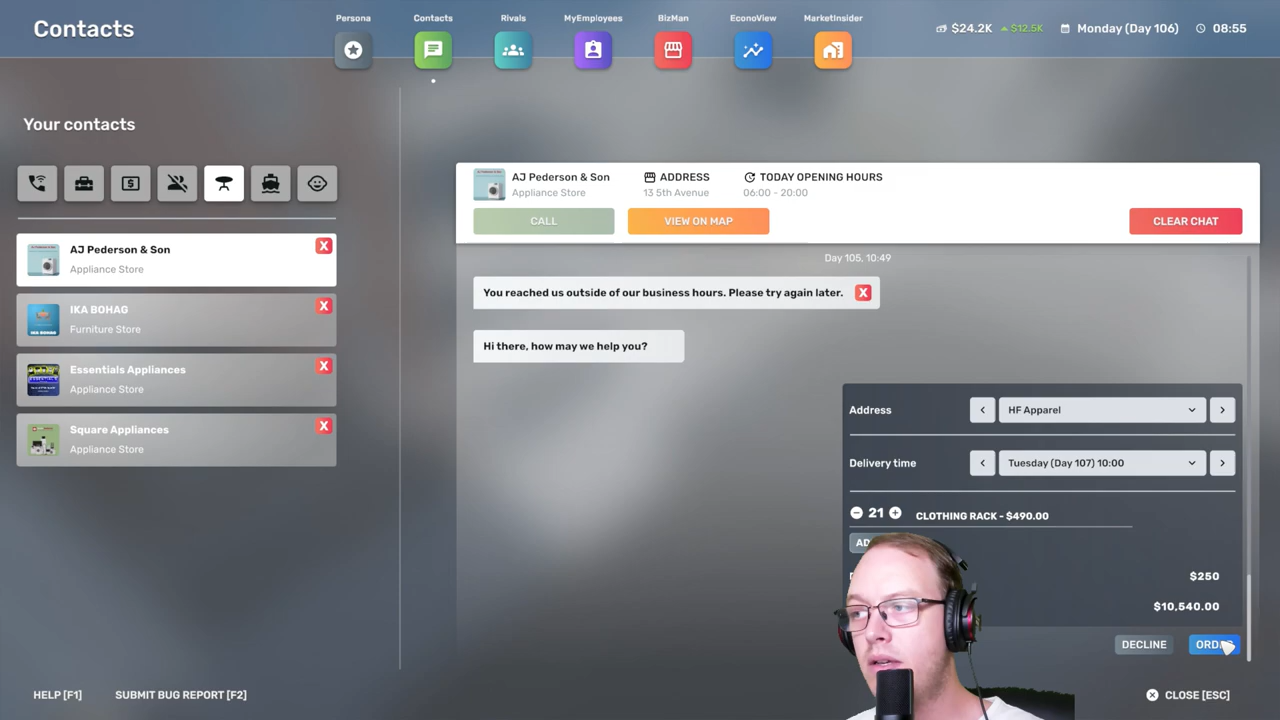 Contacts
Persona
Contacts
Rivals
MyEmployees
BizMan
EconoView
MarketInsider
$24.2K
$12.5K
Monday (Day 106)
08:55
Your contacts
AJ Pederson & Son
Appliance Store
X
IKA BOHAG
Furniture Store
X
Essentials Appliances
Appliance Store
X
Square Appliances
Appliance Store
X
AJ Pederson & Son
Appliance Store
ADDRESS
13 5th Avenue
TODAY OPENING HOURS
06:00 - 20:00
CALL
VIEW ON MAP
CLEAR CHAT
Day 105, 10:49
You reached us outside of our business hours. Please try again later.
X
Hi there, how may we help you?
Address
HF Apparel
Delivery time
Tuesday (Day 107) 10:00
21
CLOTHING RACK - $490.00
$250
$10,540.00
DECLINE
HELP [F1]
SUBMIT BUG REPORT [F2]
CLOSE [ESC]